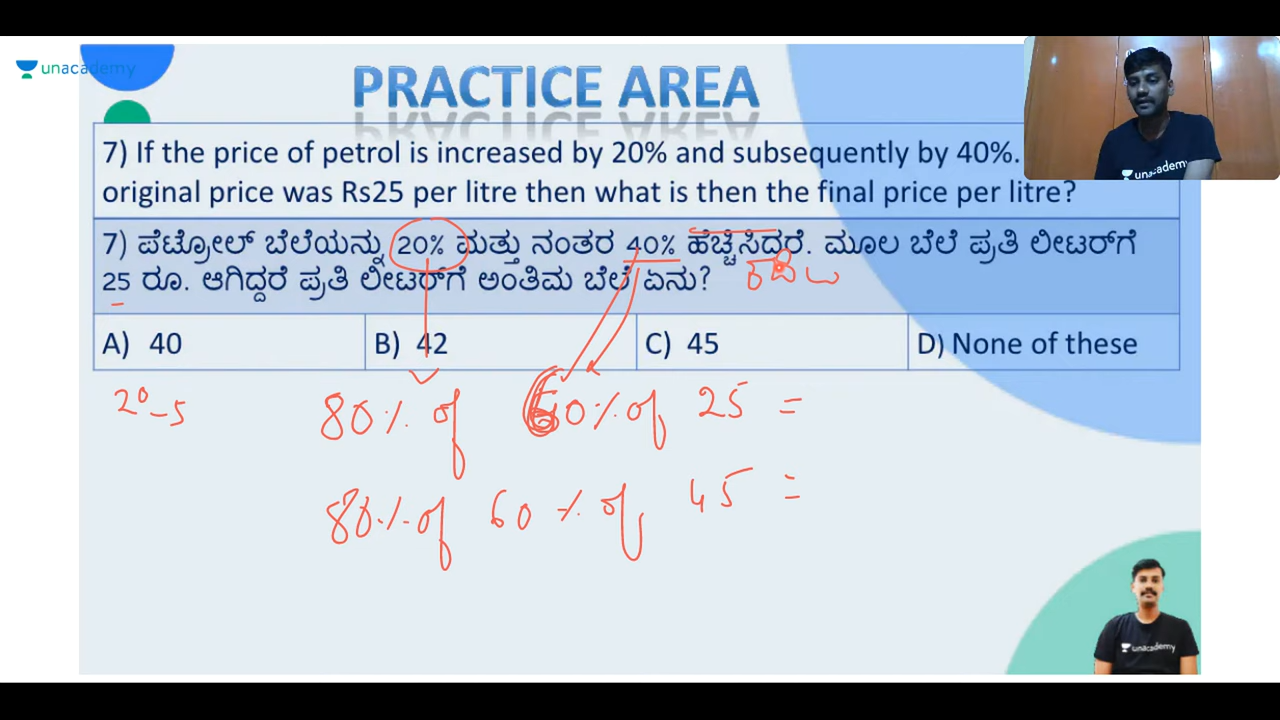 unacademy
PRACTICE AREA
7) If the price of petrol is increased by 20% and subsequently by 40%.
original price was Rs25 per litre then what is then the final price per litre?
7) ಪೆಟ್ರೋಲ್ ಬೆಲೆಯನ್ನು 20% ಮತ್ತು ನಂತರ 40% ಹೆಚ್ಚಿಸಿದರೆ. ಮೂಲ ಬೆಲೆ ಪ್ರತಿ ಲೀಟರ್‌ಗೆ
25 ರೂ. ಆಗಿದ್ದರೆ ಪ್ರತಿ ಲೀಟರ್‌ಗೆ ಅಂತಿಮ ಬೆಲೆ ಏನು?
A) 40 B) 42 C) 45 D) None of these
20-5 80% of 60% of 25 =
80% of 60% of 45 =
unacademy
unacademy